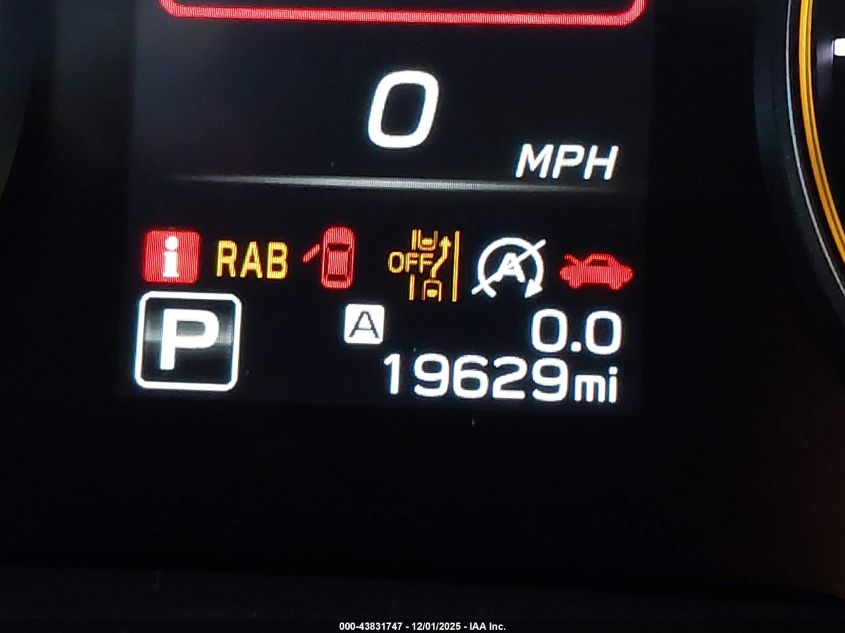 0
MPH
i RAB OFF A
P A 0.0
19629mi
000-43831747 - 12/01/2025 - IAA Inc.